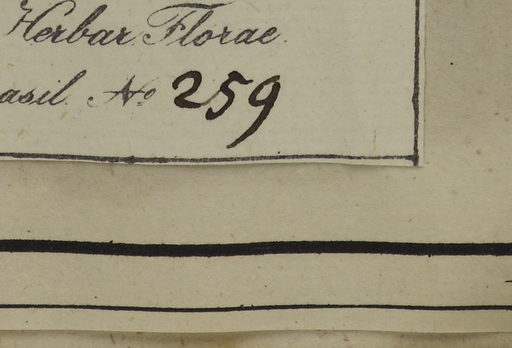 Herbar. Florae
asil. No. 259